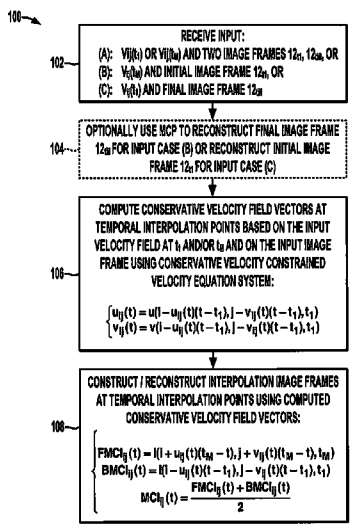 100
102
RECEIVE INPUT:
(A): Vij(t₁) OR Vij(tM) AND TWO IMAGE FRAMES 12t1, 12tM, OR
(B): Vij(tM) AND INITIAL IMAGE FRAME 12t1, OR
(C): Vij(t₁) AND FINAL IMAGE FRAME 12tM
104
OPTIONALLY USE MCP TO RECONSTRUCT FINAL IMAGE FRAME
12tM FOR INPUT CASE (B) OR RECONSTRUCT INITIAL IMAGE
FRAME 12t1 FOR INPUT CASE (C)
106
COMPUTE CONSERVATIVE VELOCITY FIELD VECTORS AT
TEMPORAL INTERPOLATION POINTS BASED ON THE INPUT
VELOCITY FIELD AT t₁ AND/OR tM AND ON THE INPUT IMAGE
FRAME USING CONSERVATIVE VELOCITY CONSTRAINED
VELOCITY EQUATION SYSTEM:
uij(t) = u(i − uij(t)(t − t₁), j − vij(t)(t − t₁), t₁)
vij(t) = v(i − uij(t)(t − t₁), j − vij(t)(t − t₁), t₁)
108
CONSTRUCT / RECONSTRUCT INTERPOLATION IMAGE FRAMES
AT TEMPORAL INTERPOLATION POINTS USING COMPUTED
CONSERVATIVE VELOCITY FIELD VECTORS:
FMCIij(t) = I(i + uij(t)(tM − t), j + vij(t)(tM − t), tM)
BMCIij(t) = I(i − uij(t)(t − t₁), j − vij(t)(t − t₁), t₁)
MCIij(t) = FMCIij(t) + BMCIij(t) / 2